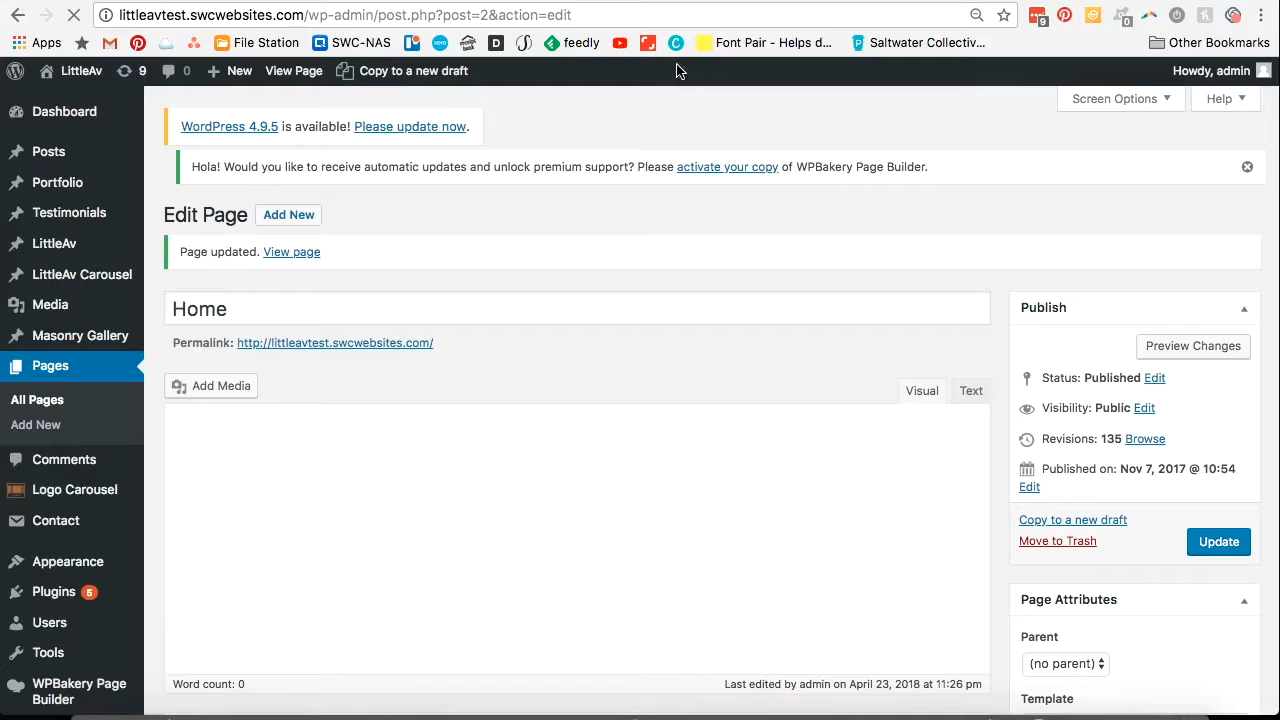 littleavtest.swcwebsites.com/wp-admin/post.php?post=2&action=edit
9
0
Apps
File Station
SWC-NAS
feedly
Font Pair - Helps d...
Saltwater Collectiv...
Other Bookmarks
LittleAv
9
0
New
View Page
Copy to a new draft
Howdy, admin
Dashboard
Posts
Portfolio
Testimonials
LittleAv
LittleAv Carousel
Media
Masonry Gallery
Pages
All Pages
Add New
Comments
Logo Carousel
Contact
Appearance
Plugins 5
Users
Tools
WPBakery Page
Builder
Screen Options
Help
WordPress 4.9.5 is available! Please update now.
Hola! Would you like to receive automatic updates and unlock premium support? Please activate your copy of WPBakery Page Builder.
Edit Page
Add New
Page updated. View page
Home
Permalink: http://littleavtest.swcwebsites.com/
Add Media
Visual
Text
Word count: 0
Last edited by admin on April 23, 2018 at 11:26 pm
Publish
Preview Changes
Status: Published Edit
Visibility: Public Edit
Revisions: 135 Browse
Published on: Nov 7, 2017 @ 10:54
Edit
Copy to a new draft
Move to Trash
Update
Page Attributes
Parent
(no parent)
Template